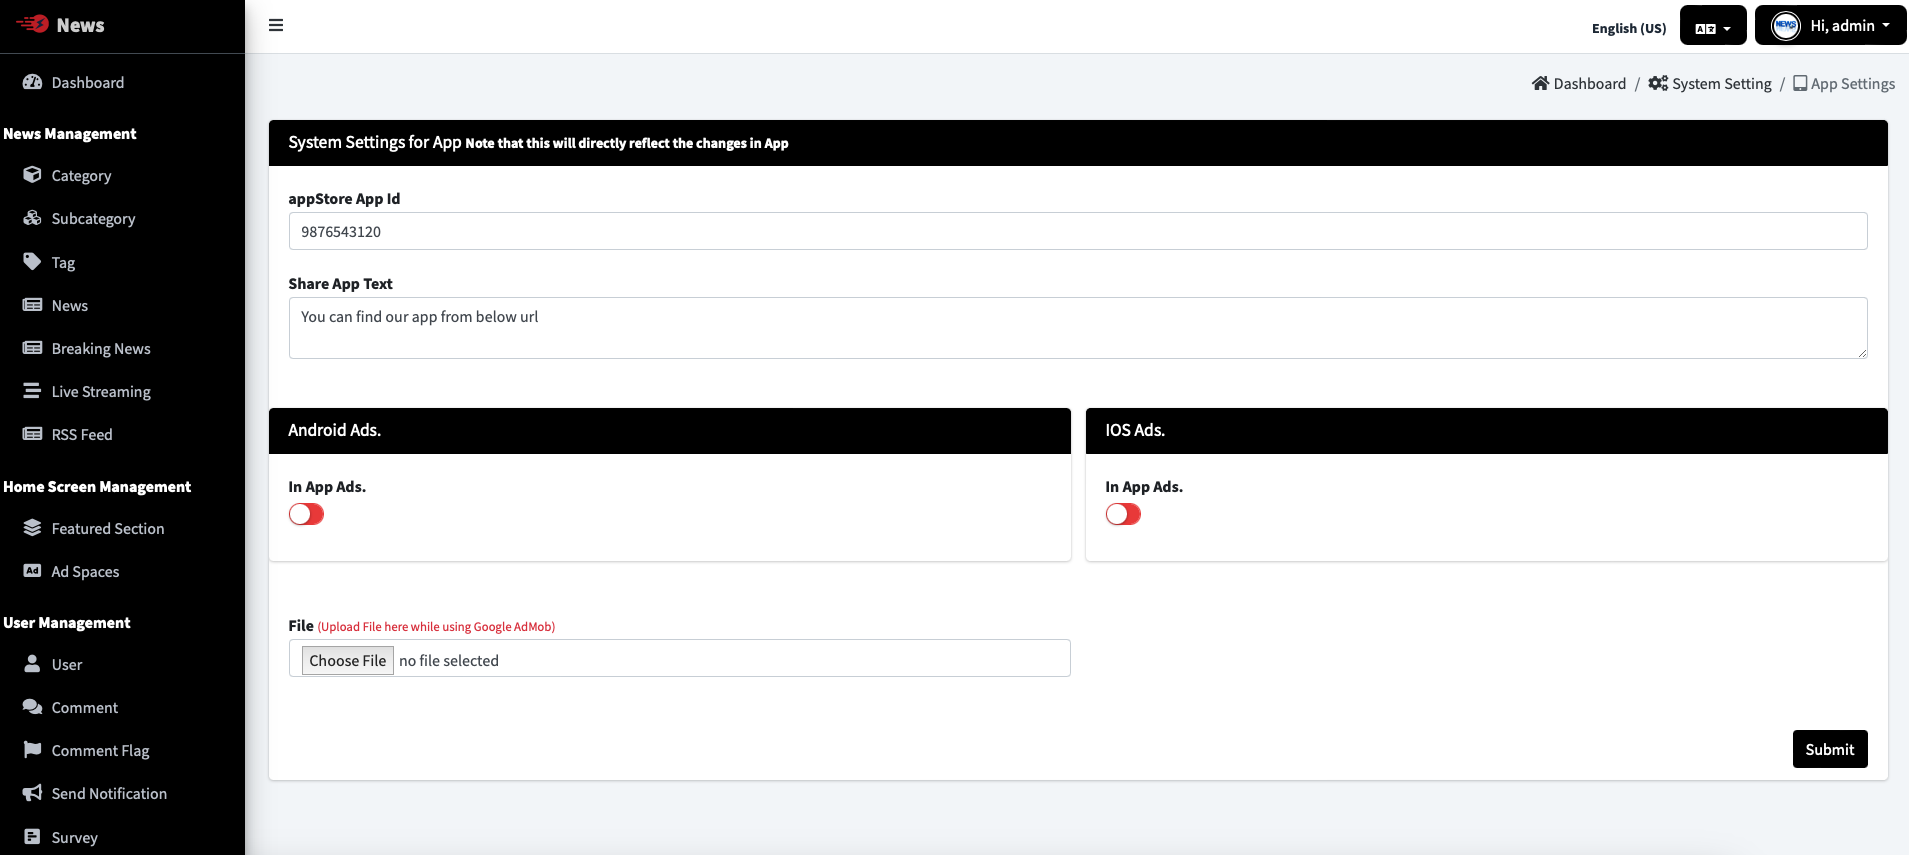 News
English (US)
Hi, admin
Dashboard
News Management
Category
Subcategory
Tag
News
Breaking News
Live Streaming
RSS Feed
Home Screen Management
Featured Section
Ad Spaces
User Management
User
Comment
Comment Flag
Send Notification
Survey
Dashboard / System Setting / App Settings
System Settings for App Note that this will directly reflect the changes in App
appStore App Id
9876543120
Share App Text
You can find our app from below url
Android Ads.
In App Ads.
IOS Ads.
In App Ads.
File (Upload File here while using Google AdMob)
Choose File no file selected
Submit